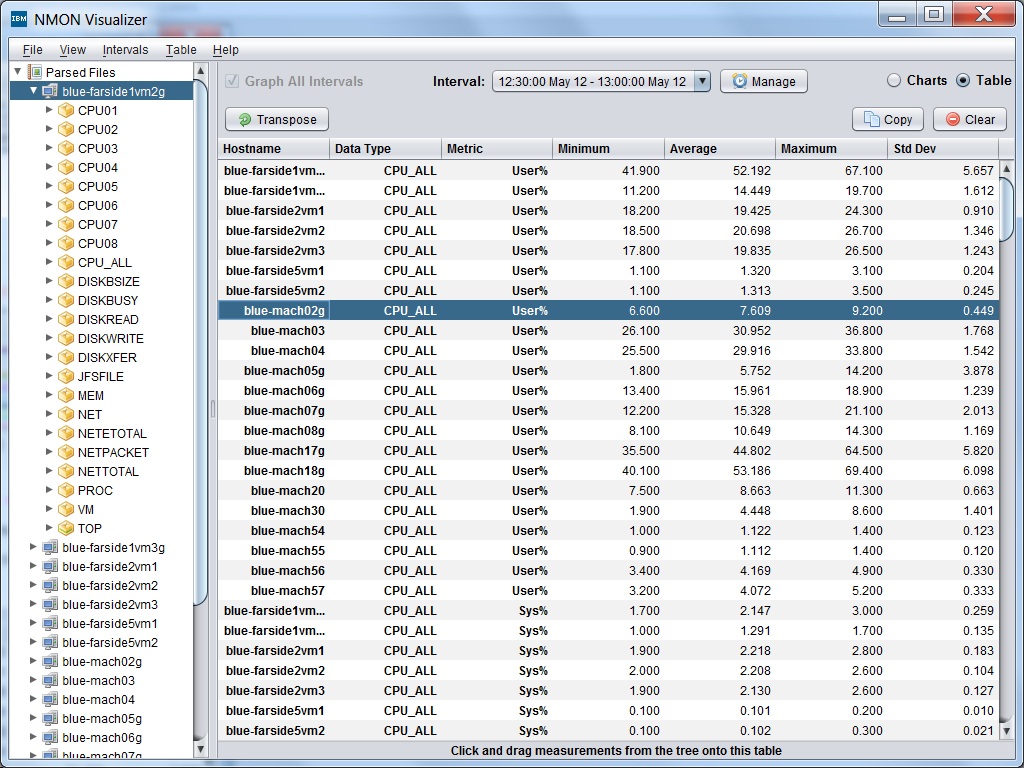 IBM NMON Visualizer
File View Intervals Table Help
Parsed Files
blue-farside1vm2g
CPU01
CPU02
CPU03
CPU04
CPU05
CPU06
CPU07
CPU08
CPU_ALL
DISKBSIZE
DISKBUSY
DISKREAD
DISKWRITE
DISKXFER
JFSFILE
MEM
NET
NETETOTAL
NETPACKET
NETTOTAL
PROC
VM
TOP
blue-farside1vm3g
blue-farside2vm1
blue-farside2vm2
blue-farside2vm3
blue-farside5vm1
blue-farside5vm2
blue-mach02g
blue-mach03
blue-mach04
blue-mach05g
blue-mach06g
blue-mach07g
Graph All Intervals Interval: 12:30:00 May 12 - 13:00:00 May 12 Manage Charts Table
Transpose Copy Clear
Hostname Data Type Metric Minimum Average Maximum Std Dev
blue-farside1vm... CPU_ALL User% 41.900 52.192 67.100 5.657
blue-farside1vm... CPU_ALL User% 11.200 14.449 19.700 1.612
blue-farside2vm1 CPU_ALL User% 18.200 19.425 24.300 0.910
blue-farside2vm2 CPU_ALL User% 18.500 20.698 26.700 1.346
blue-farside2vm3 CPU_ALL User% 17.800 19.835 26.500 1.243
blue-farside5vm1 CPU_ALL User% 1.100 1.320 3.100 0.204
blue-farside5vm2 CPU_ALL User% 1.100 1.313 3.500 0.245
blue-mach02g CPU_ALL User% 6.600 7.609 9.200 0.449
blue-mach03 CPU_ALL User% 26.100 30.952 36.800 1.768
blue-mach04 CPU_ALL User% 25.500 29.916 33.800 1.542
blue-mach05g CPU_ALL User% 1.800 5.752 14.200 3.878
blue-mach06g CPU_ALL User% 13.400 15.961 18.900 1.239
blue-mach07g CPU_ALL User% 12.200 15.328 21.100 2.013
blue-mach08g CPU_ALL User% 8.100 10.649 14.300 1.169
blue-mach17g CPU_ALL User% 35.500 44.802 64.500 5.820
blue-mach18g CPU_ALL User% 40.100 53.186 69.400 6.098
blue-mach20 CPU_ALL User% 7.500 8.663 11.300 0.663
blue-mach30 CPU_ALL User% 1.900 4.448 8.600 1.401
blue-mach54 CPU_ALL User% 1.000 1.122 1.400 0.123
blue-mach55 CPU_ALL User% 0.900 1.112 1.400 0.120
blue-mach56 CPU_ALL User% 3.400 4.169 4.900 0.330
blue-mach57 CPU_ALL User% 3.200 4.072 5.200 0.333
blue-farside1vm... CPU_ALL Sys% 1.700 2.147 3.000 0.259
blue-farside1vm... CPU_ALL Sys% 1.000 1.291 1.700 0.135
blue-farside2vm1 CPU_ALL Sys% 1.900 2.218 2.800 0.183
blue-farside2vm2 CPU_ALL Sys% 2.000 2.208 2.600 0.104
blue-farside2vm3 CPU_ALL Sys% 1.900 2.130 2.600 0.127
blue-farside5vm1 CPU_ALL Sys% 0.100 0.101 0.200 0.010
blue-farside5vm2 CPU_ALL Sys% 0.100 0.102 0.300 0.021
Click and drag measurements from the tree onto this table